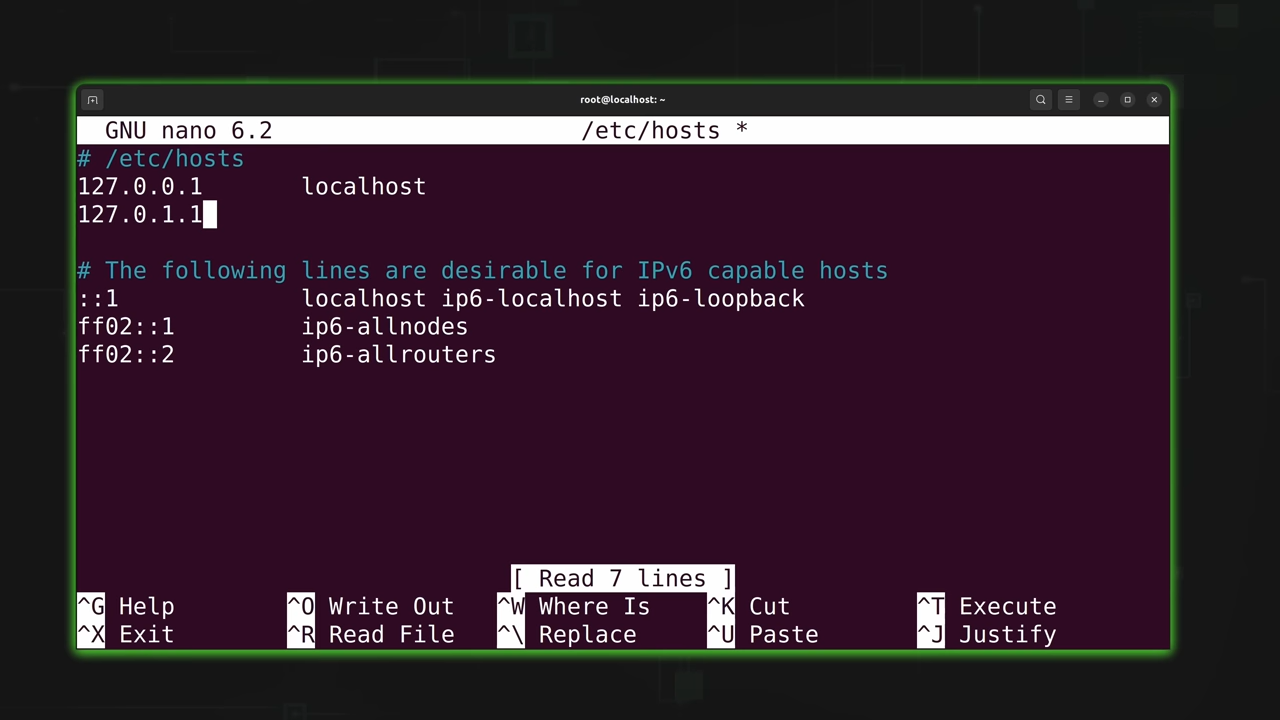 root@localhost: ~
GNU nano 6.2 /etc/hosts *
# /etc/hosts
127.0.0.1 localhost
127.0.1.1
# The following lines are desirable for IPv6 capable hosts
::1 localhost ip6-localhost ip6-loopback
ff02::1 ip6-allnodes
ff02::2 ip6-allrouters
[ Read 7 lines ]
^G Help ^O Write Out ^W Where Is ^K Cut ^T Execute
^X Exit ^R Read File ^\ Replace ^U Paste ^J Justify